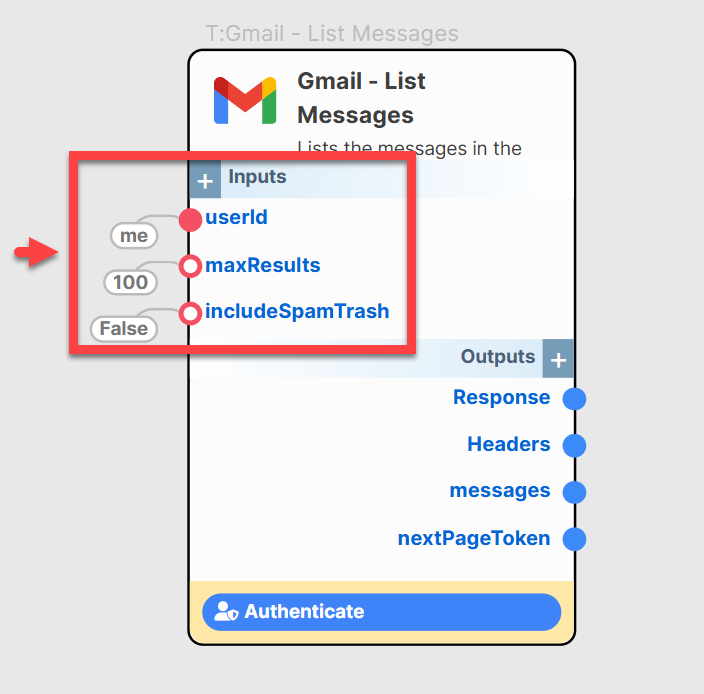 T:Gmail - List Messages
Gmail - List
Messages
Lists the messages in the
+ Inputs
userId
me
maxResults
100
includeSpamTrash
False
Outputs +
Response
Headers
messages
nextPageToken
Authenticate